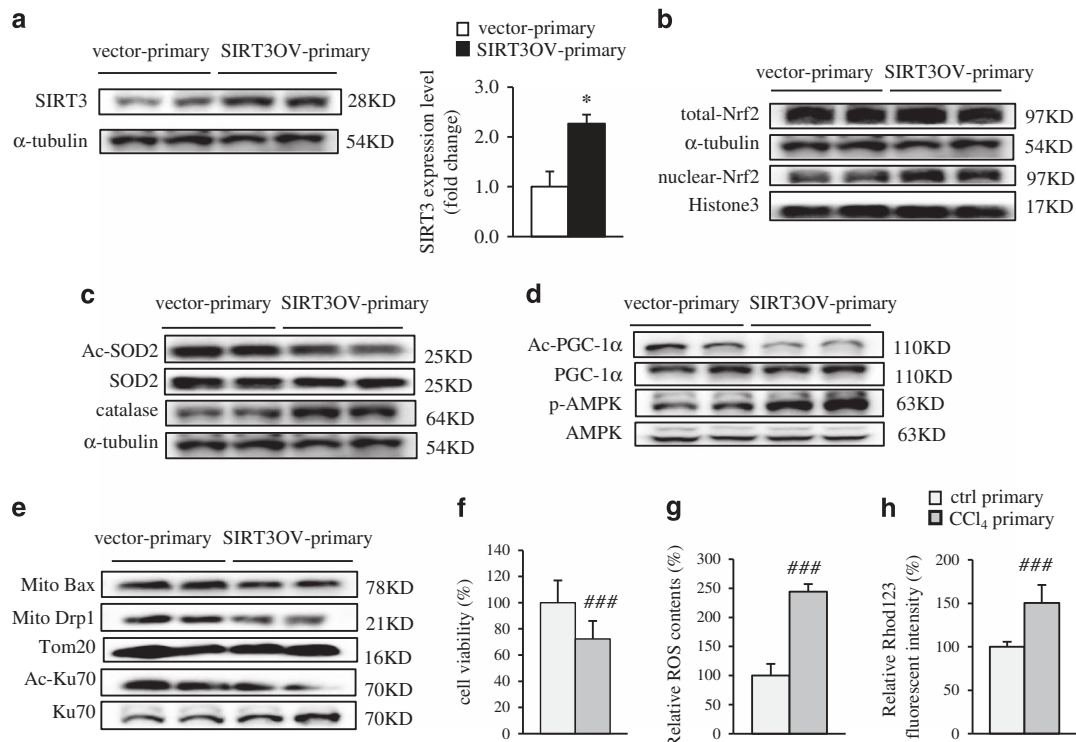 a
vector-primary SIRT3OV-primary
SIRT3 28KD
α-tubulin 54KD
vector-primary
SIRT3OV-primary
SIRT3 expression level
(fold change)
3.0
2.0
1.0
0.0
*
b
vector-primary SIRT3OV-primary
total-Nrf2 97KD
α-tubulin 54KD
nuclear-Nrf2 97KD
Histone3 17KD
c
vector-primary SIRT3OV-primary
Ac-SOD2 25KD
SOD2 25KD
catalase 64KD
α-tubulin 54KD
d
vector-primary SIRT3OV-primary
Ac-PGC-1α 110KD
PGC-1α 110KD
p-AMPK 63KD
AMPK 63KD
e
vector-primary SIRT3OV-primary
Mito Bax 78KD
Mito Drp1 21KD
Tom20 16KD
Ac-Ku70 70KD
Ku70 70KD
f
cell viability (%)
140
120
100
80
60
40
20
0
###
g
Relative ROS contents (%)
300
250
200
150
100
50
0
###
h
ctrl primary
CCl₄ primary
Relative Rhod123
fluorescent intensity (%)
200
150
100
50
0
###